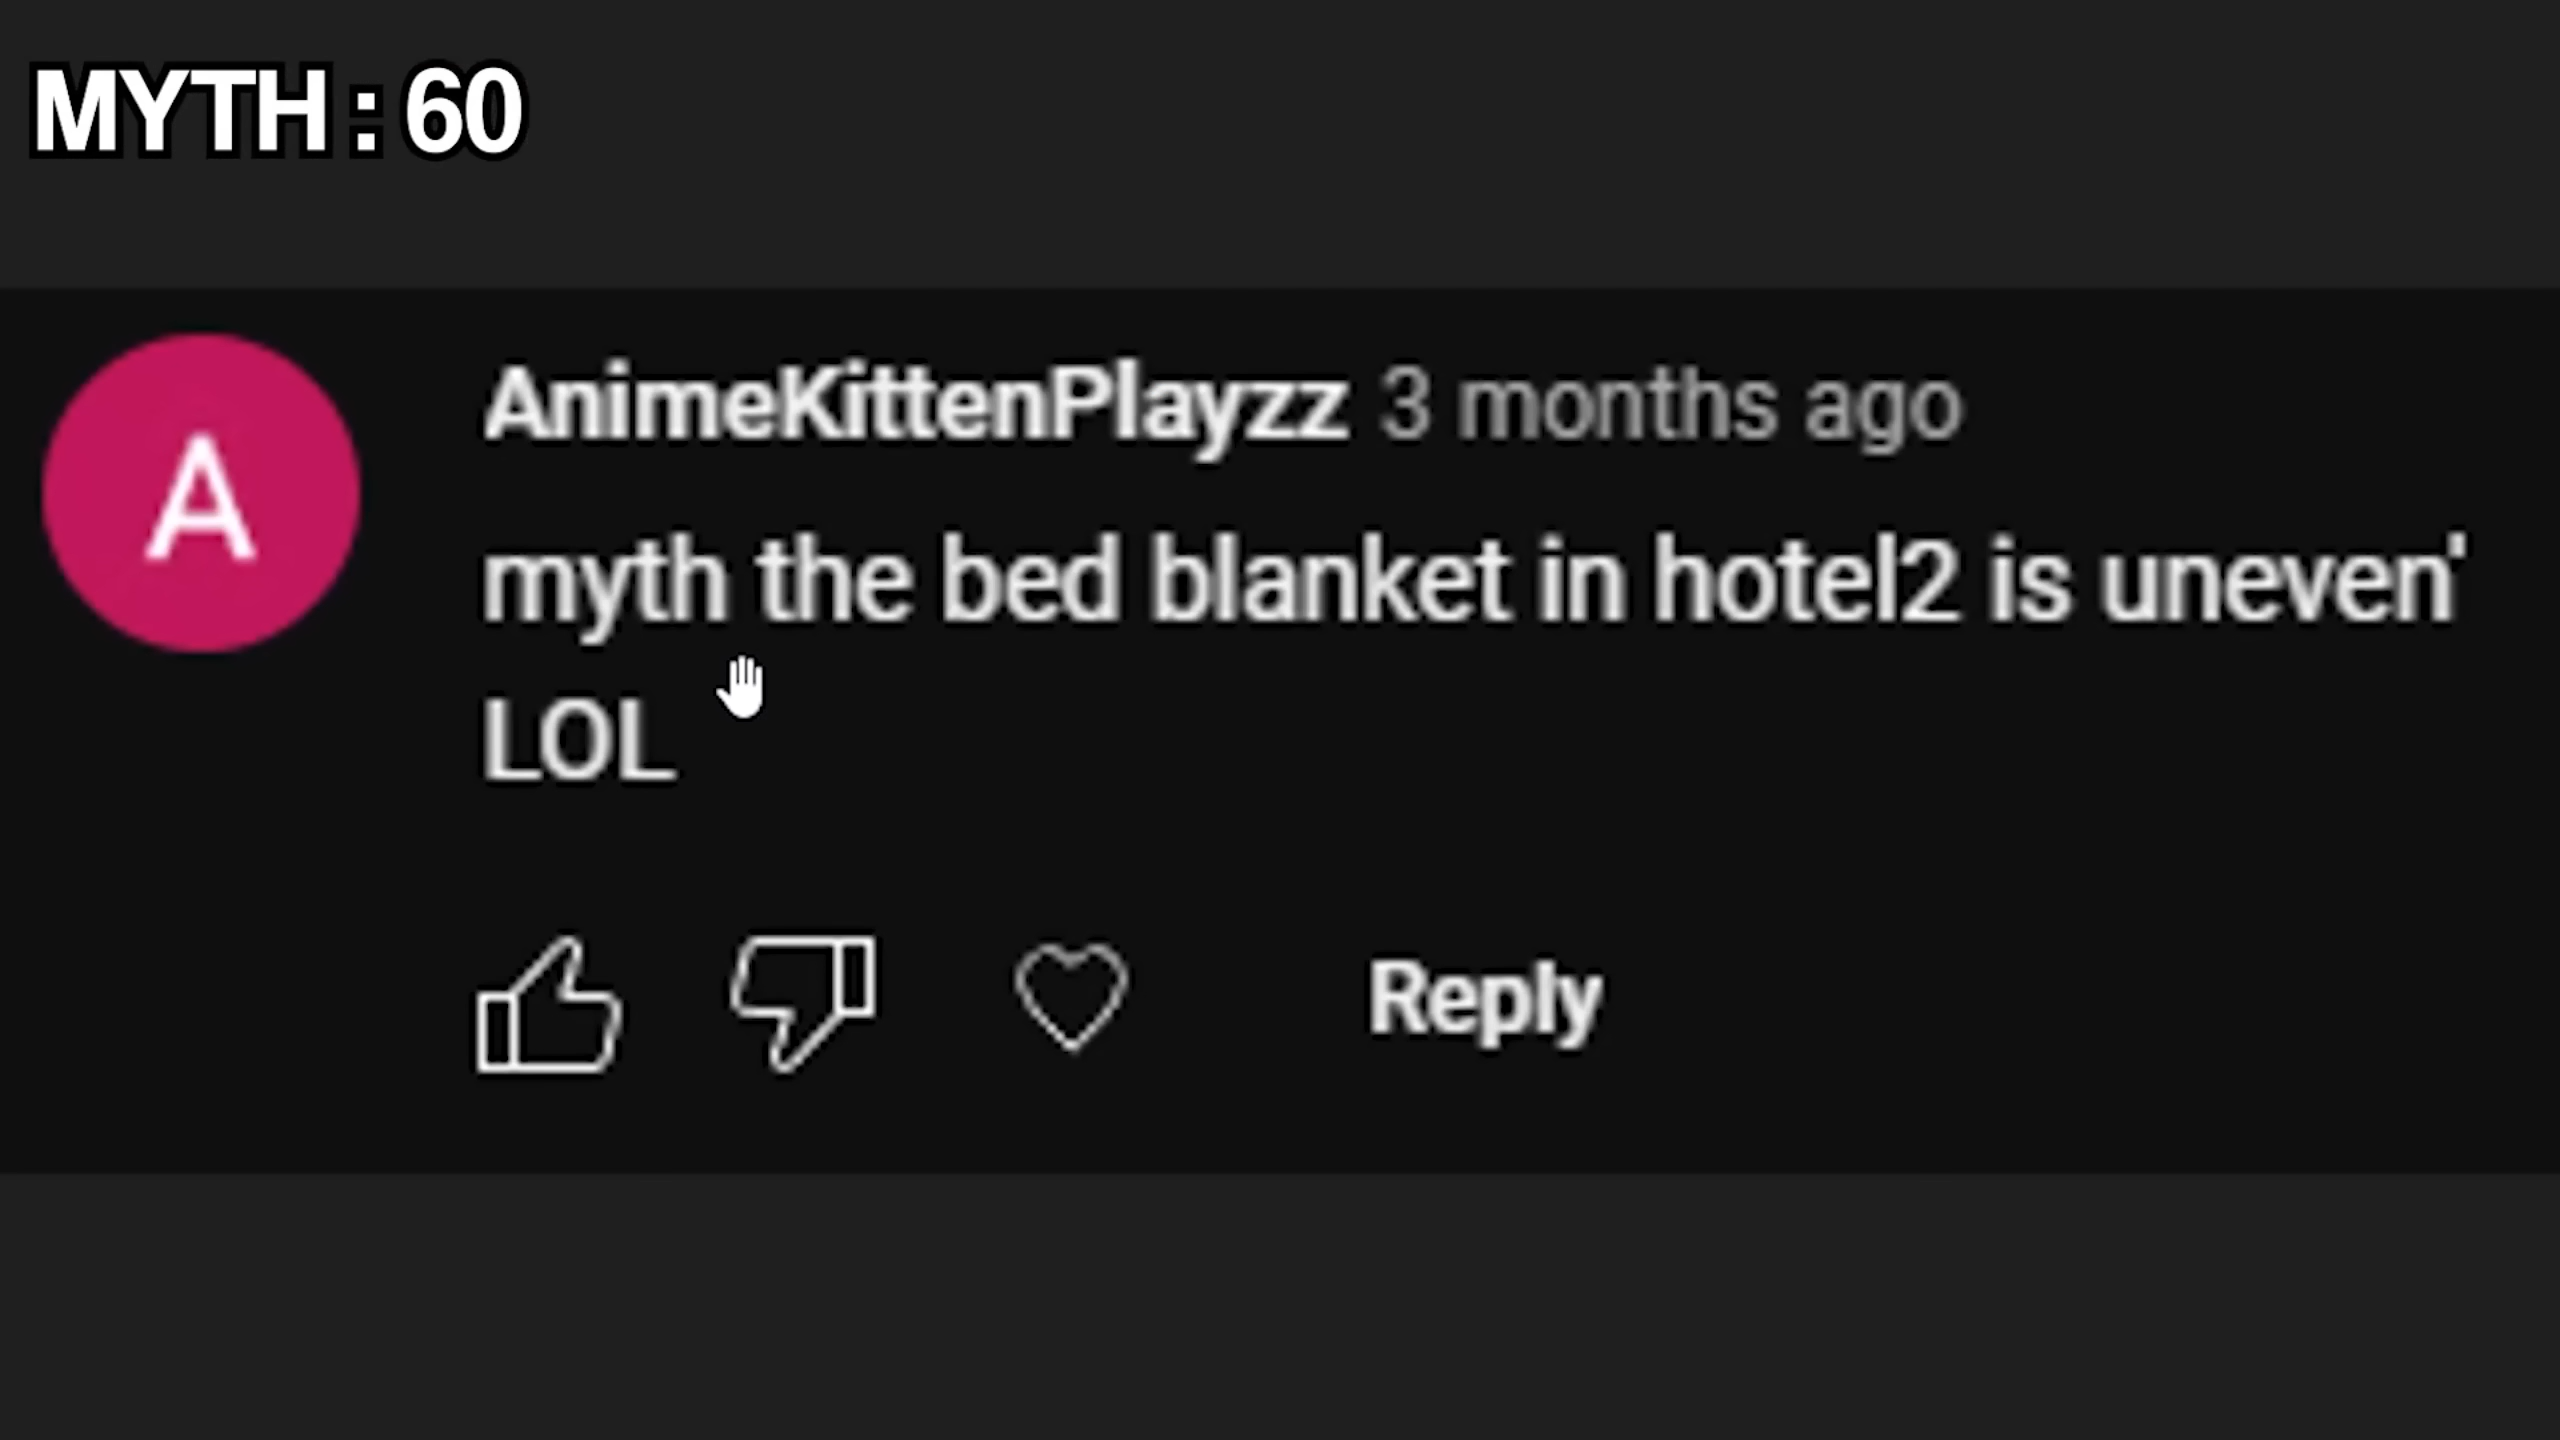 MYTH : 60
A
AnimeKittenPlayzz 3 months ago
myth the bed blanket in hotel2 is uneven'
LOL
Reply